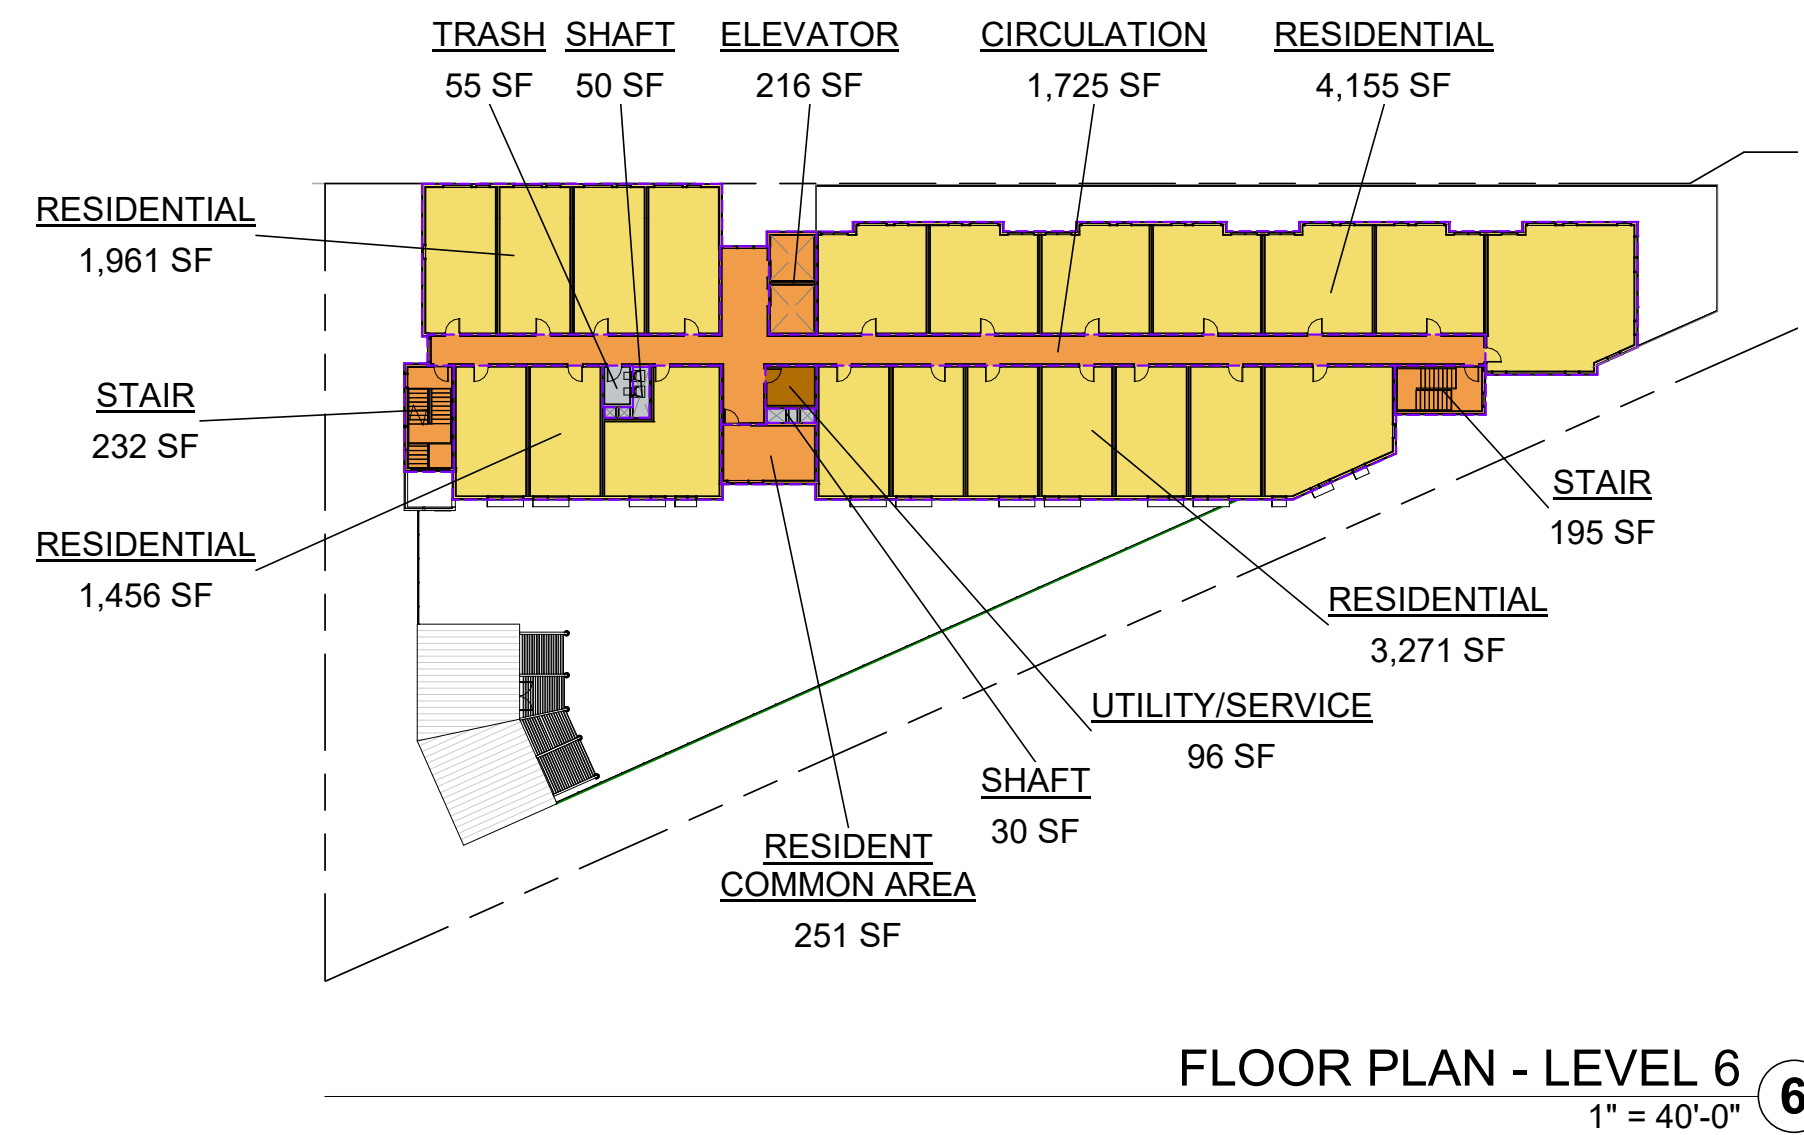 TRASH
55 SF
SHAFT
50 SF
ELEVATOR
216 SF
CIRCULATION
1,725 SF
RESIDENTIAL
4,155 SF
RESIDENTIAL
1,961 SF
STAIR
232 SF
RESIDENTIAL
1,456 SF
STAIR
195 SF
RESIDENTIAL
3,271 SF
UTILITY/SERVICE
96 SF
SHAFT
30 SF
RESIDENT
COMMON AREA
251 SF
FLOOR PLAN - LEVEL 6
1" = 40'-0"
6